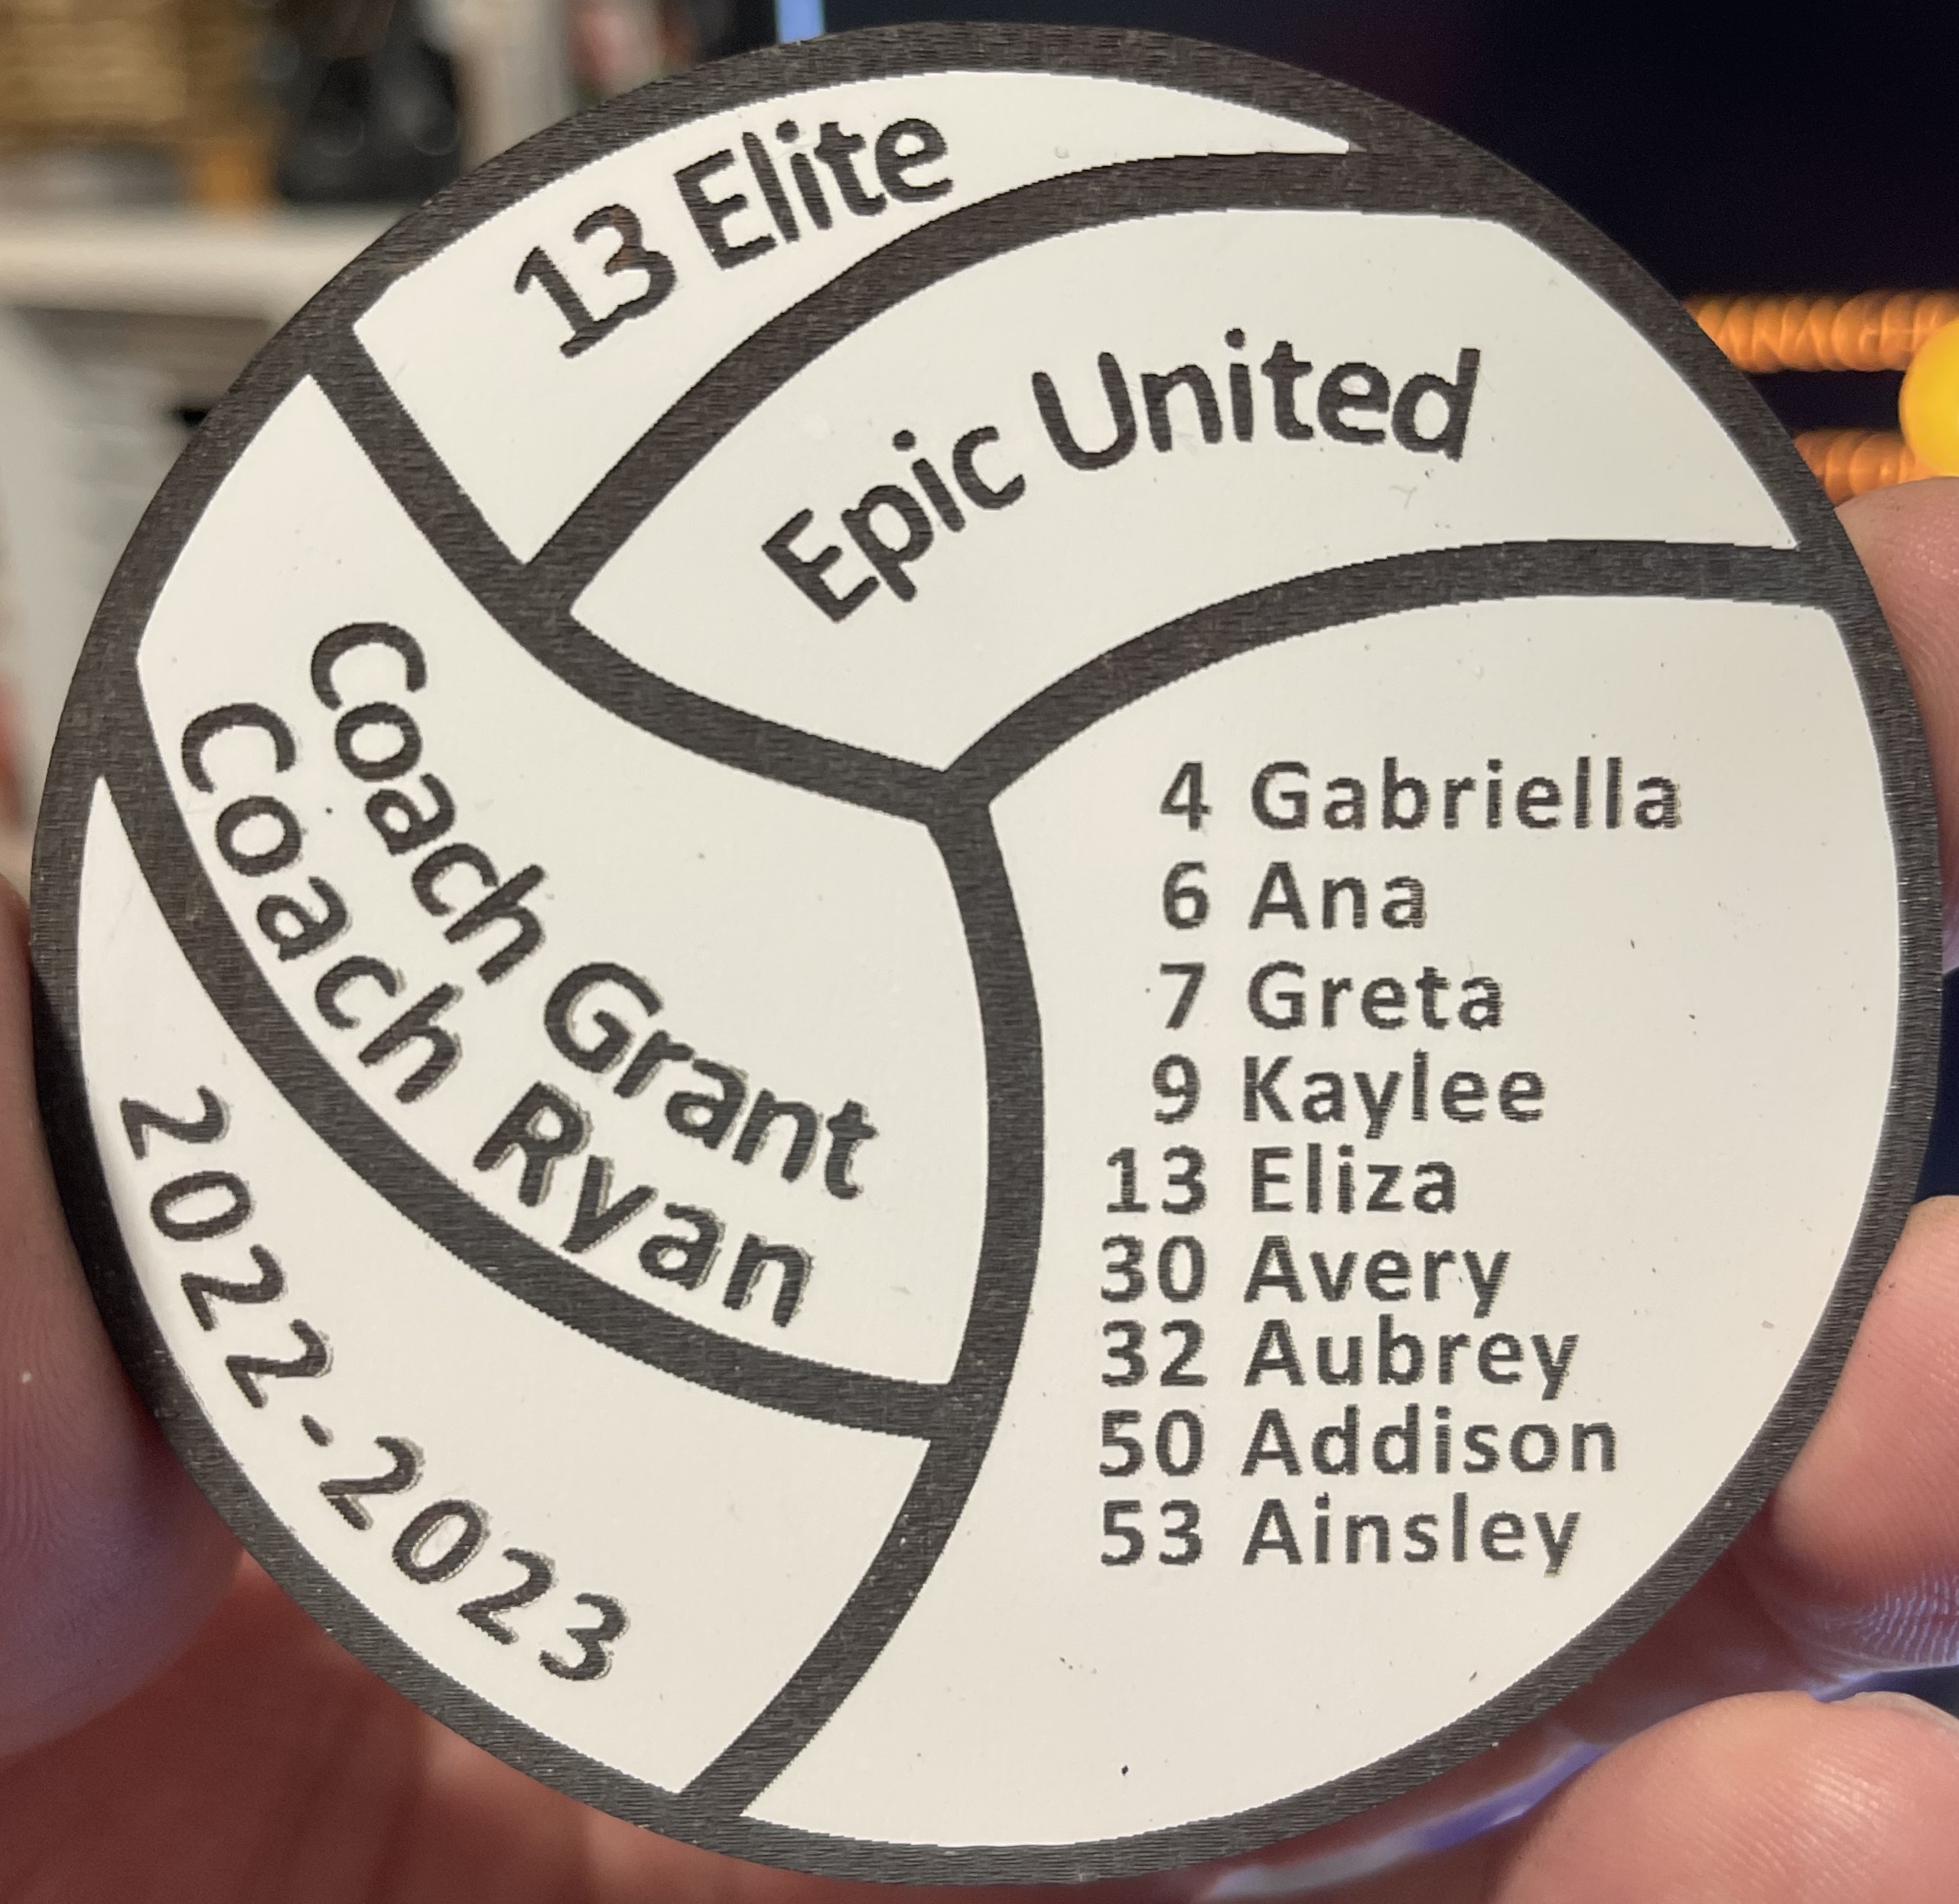 13 Elite
Epic United
Coach Grant
Coach Ryan
2022-2023
4 Gabriella
6 Ana
7 Greta
9 Kaylee
13 Eliza
30 Avery
32 Aubrey
50 Addison
53 Ainsley